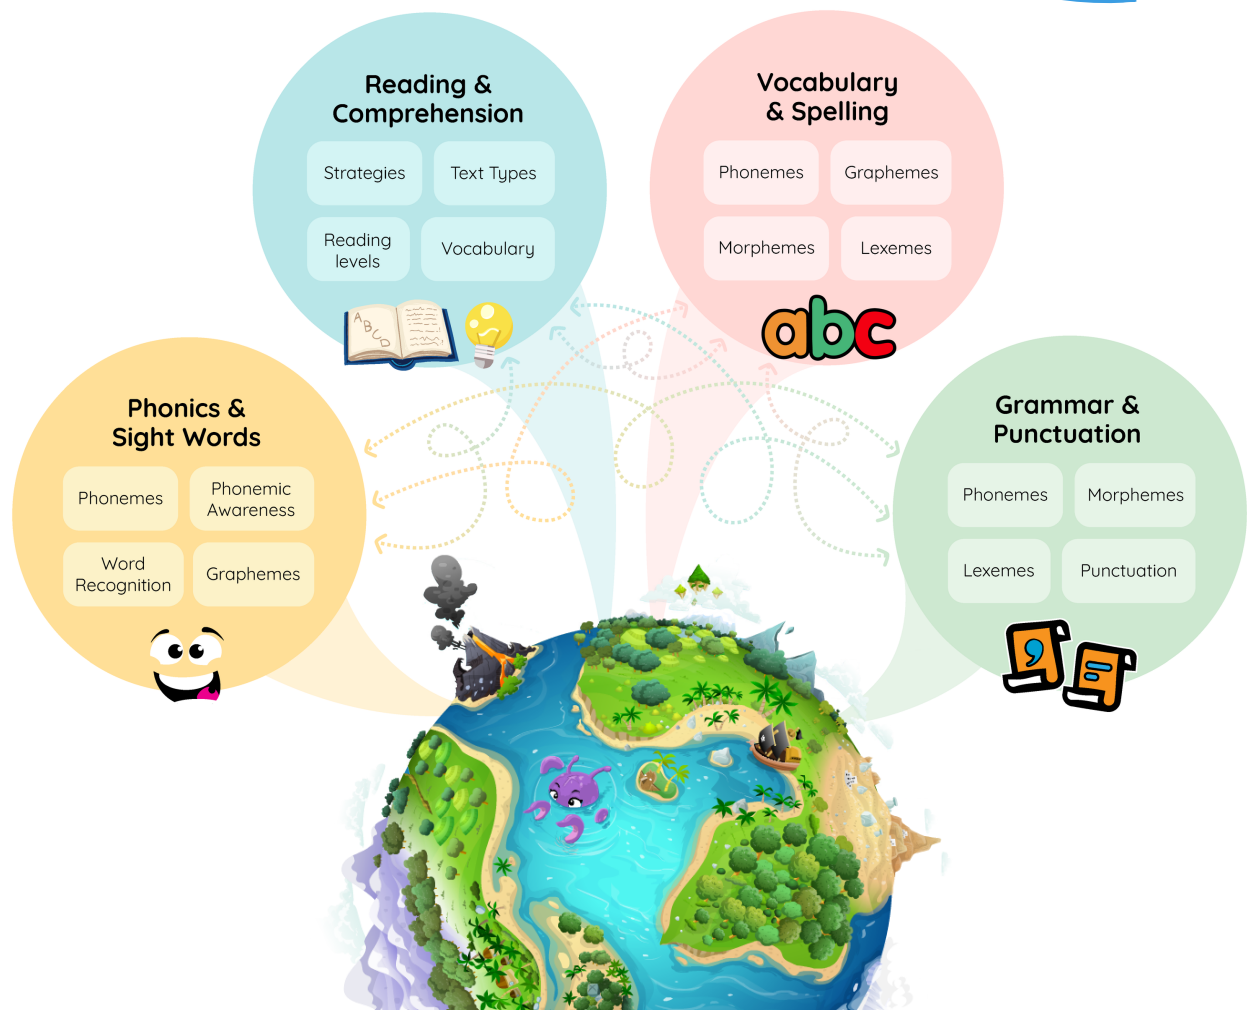 Reading &
Comprehension
Strategies
Text Types
Reading
levels
Vocabulary
A
B
C
D
Vocabulary
& Spelling
Phonemes
Graphemes
Morphemes
Lexemes
abc
Phonics &
Sight Words
Phonemes
Phonemic
Awareness
Word
Recognition
Graphemes
Grammar &
Punctuation
Phonemes
Morphemes
Lexemes
Punctuation
,